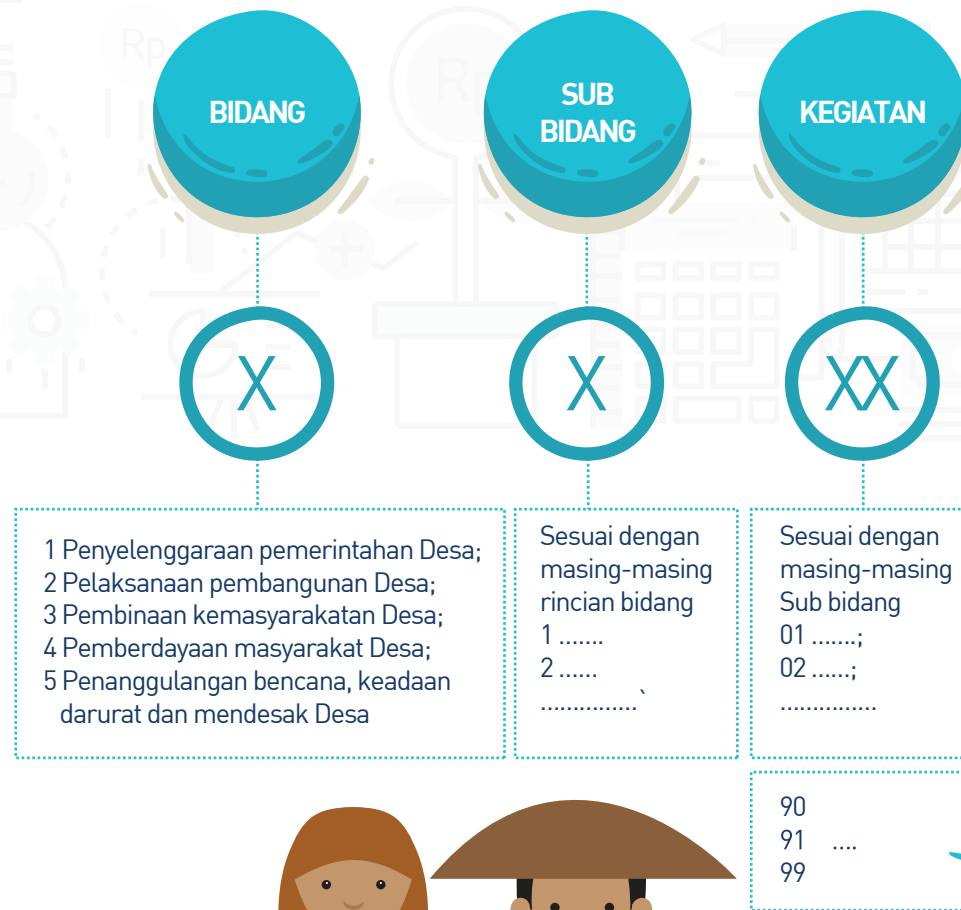 Rp
Rp
BIDANG
SUB
BIDANG
KEGIATAN
X
X
XX
1 Penyelenggaraan pemerintahan Desa;
2 Pelaksanaan pembangunan Desa;
3 Pembinaan kemasyarakatan Desa;
4 Pemberdayaan masyarakat Desa;
5 Penanggulangan bencana, keadaan
darurat dan mendesak Desa
Sesuai dengan
masing-masing
rincian bidang
1 .......
2 ......
...............`
Sesuai dengan
masing-masing
Sub bidang
01 .......;
02 ......;
...............
90
91 ....
99